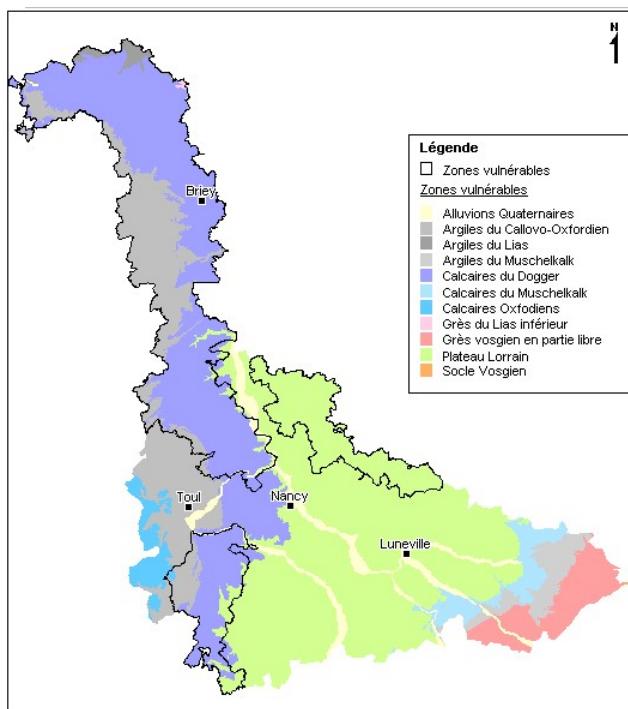 N
Légende
Zones vulnérables
Zones vulnérables
Alluvions Quaternaires
Argiles du Callovo-Oxfordien
Argiles du Lias
Argiles du Muschelkalk
Calcaires du Dogger
Calcaires du Muschelkalk
Calcaires Oxfodiens
Grès du Lias inférieur
Grès vosgien en partie libre
Plateau Lorrain
Socle Vosgien
Briey
Toul
Nancy
Luneville